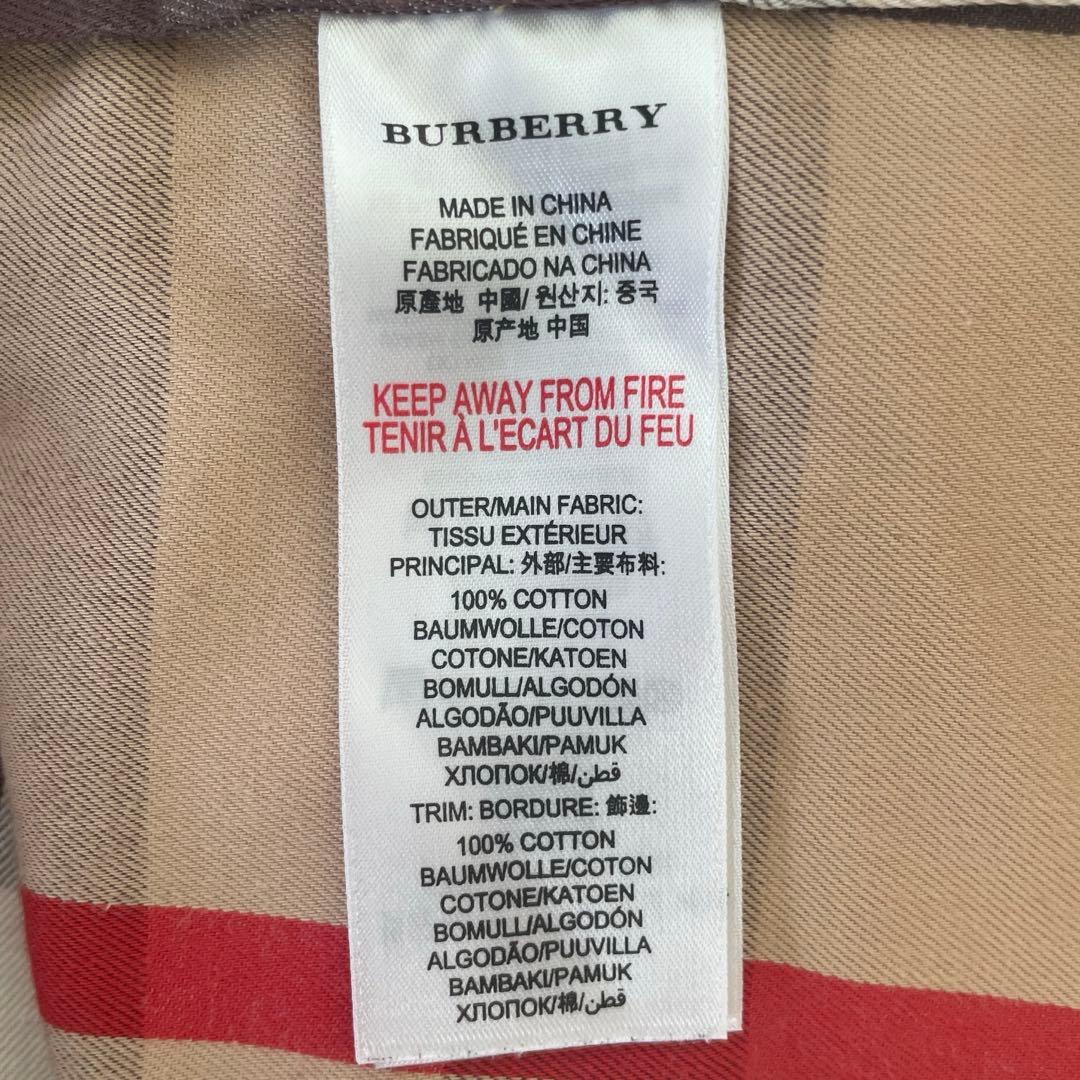 BURBERRY
MADE IN CHINA
FABRIQUÉ EN CHINE
FABRICADO NA CHINA
原產地 中國/ 원산지: 중국
原产地 中国
KEEP AWAY FROM FIRE
TENIR À L'ECART DU FEU
OUTER/MAIN FABRIC:
TISSU EXTÉRIEUR
PRINCIPAL: 外部/主要布料:
100% COTTON
BAUMWOLLE/COTON
COTONE/KATOEN
BOMULL/ALGODÓN
ALGODÃO/PUUVILLA
BAMBAKI/PAMUK
ХЛОПОК/棉/قطن
TRIM: BORDURE: 飾邊:
100% COTTON
BAUMWOLLE/COTON
COTONE/KATOEN
BOMULL/ALGODÓN
ALGODÃO/PUUVILLA
BAMBAKI/PAMUK
ХЛОПОК/棉/قطن